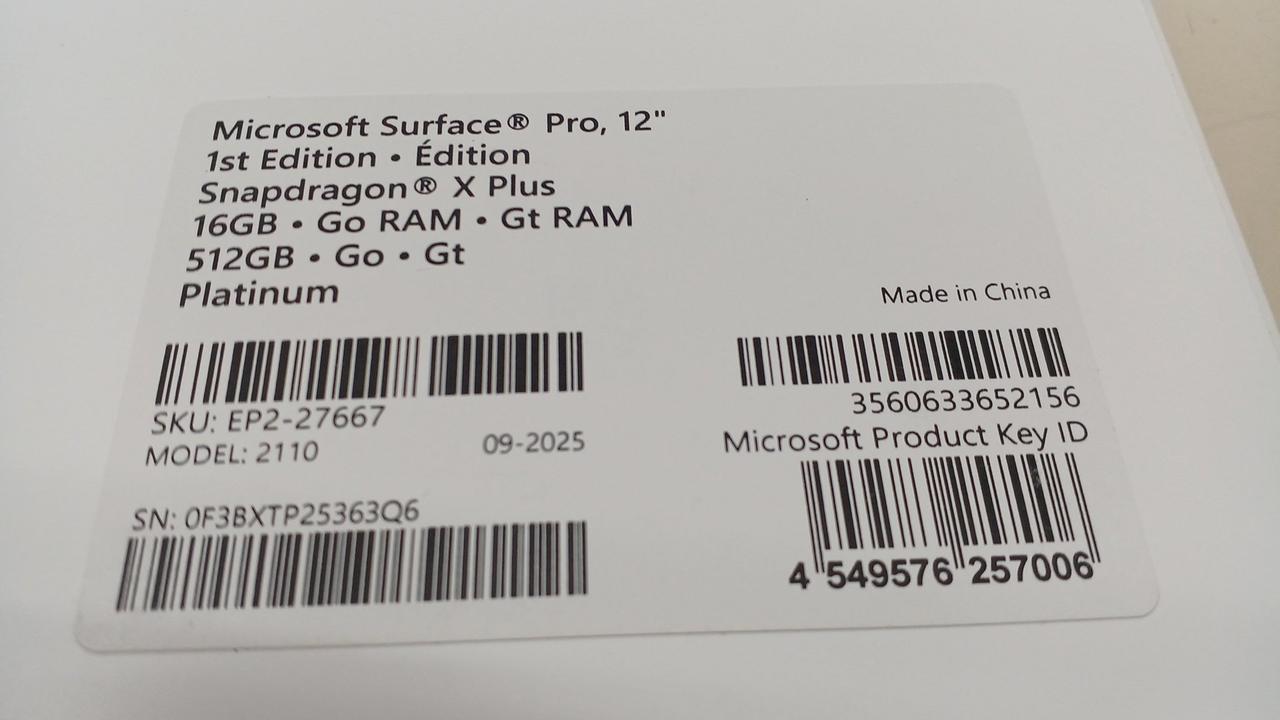 Microsoft Surface® Pro, 12"
1st Edition • Édition
Snapdragon® X Plus
16GB • Go RAM • Gt RAM
512GB • Go • Gt
Platinum
Made in China
SKU: EP2-27667
MODEL: 2110 09-2025
SN: 0F3BXTP25363Q6
3560633652156
Microsoft Product Key ID
4 549576 257006